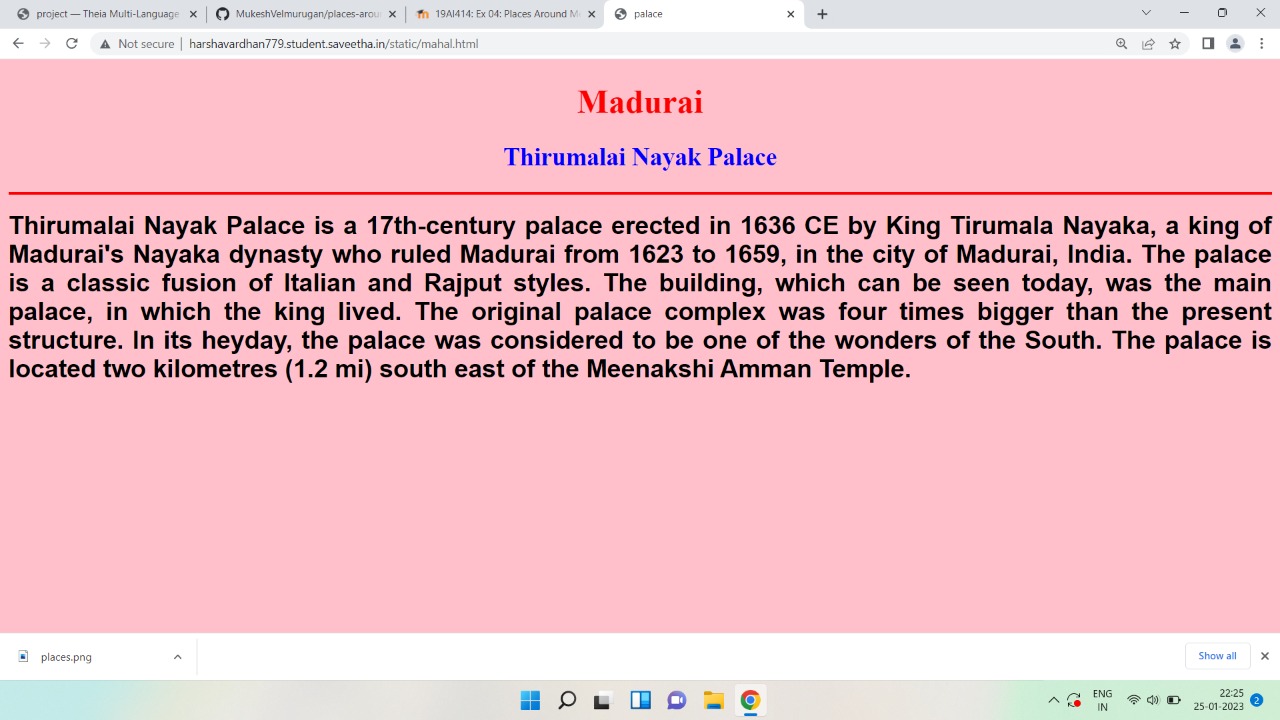 project — Theia Multi-Language
MukeshVelmurugan/places-arou
19AI414: Ex 04: Places Around M
palace
Not secure
harshavardhan779.student.saveetha.in/static/mahal.html
Madurai
Thirumalai Nayak Palace
Thirumalai Nayak Palace is a 17th-century palace erected in 1636 CE by King Tirumala Nayaka, a king of
Madurai's Nayaka dynasty who ruled Madurai from 1623 to 1659, in the city of Madurai, India. The palace
is a classic fusion of Italian and Rajput styles. The building, which can be seen today, was the main
palace, in which the king lived. The original palace complex was four times bigger than the present
structure. In its heyday, the palace was considered to be one of the wonders of the South. The palace is
located two kilometres (1.2 mi) south east of the Meenakshi Amman Temple.
places.png
Show all
ENG
IN
22:25
25-01-2023
2